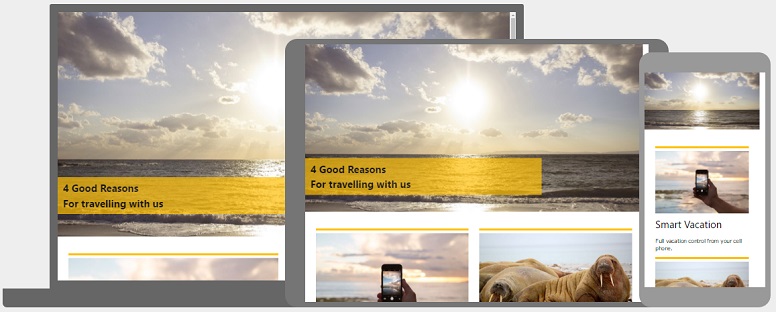 4 Good Reasons
For travelling with us
4 Good Reasons
For travelling with us
Smart Vacation
Full vacation control from your cell
phone.